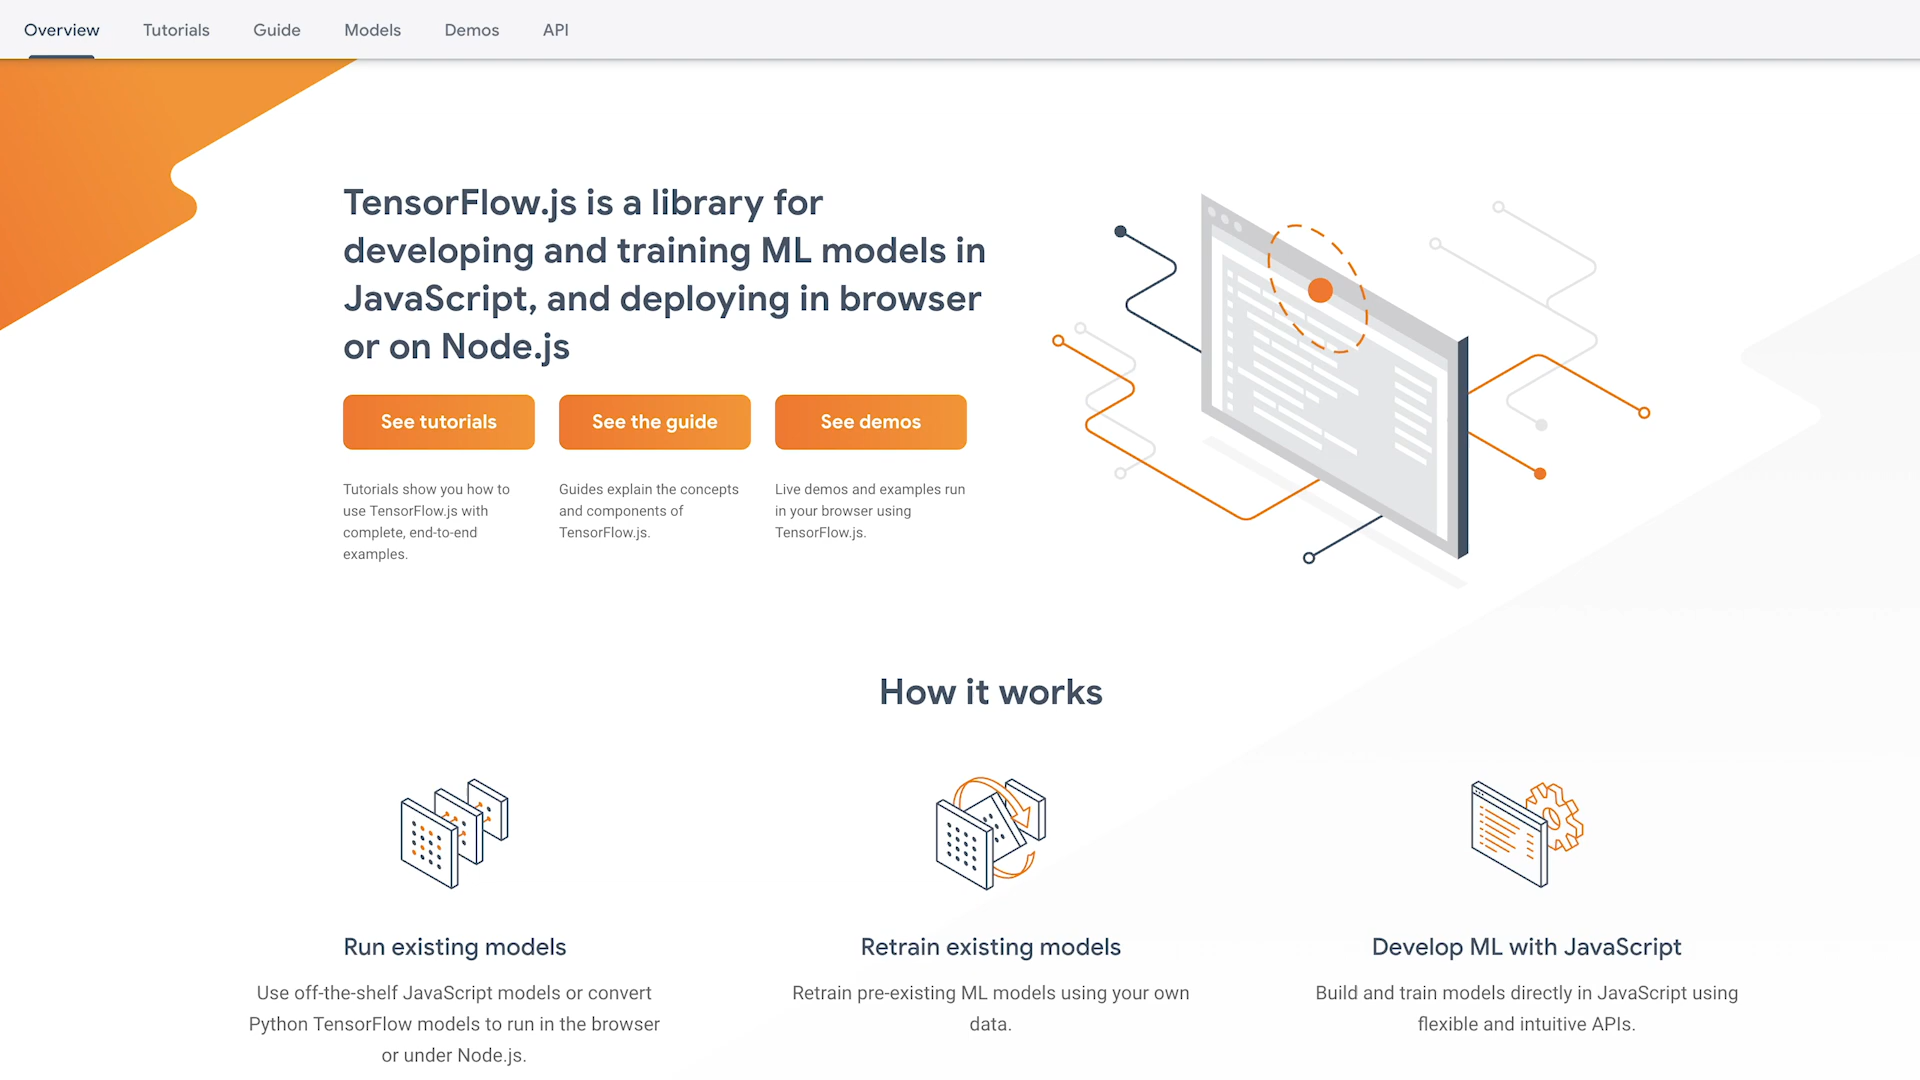 Overview Tutorials Guide Models Demos API
TensorFlow.js is a library for
developing and training ML models in
JavaScript, and deploying in browser
or on Node.js
See tutorials
Tutorials show you how to
use TensorFlow.js with
complete, end-to-end
examples.
See the guide
Guides explain the concepts
and components of
TensorFlow.js.
See demos
Live demos and examples run
in your browser using
TensorFlow.js.
How it works
Run existing models
Use off-the-shelf JavaScript models or convert
Python TensorFlow models to run in the browser
or under Node.js.
Retrain existing models
Retrain pre-existing ML models using your own
data.
Develop ML with JavaScript
Build and train models directly in JavaScript using
flexible and intuitive APIs.